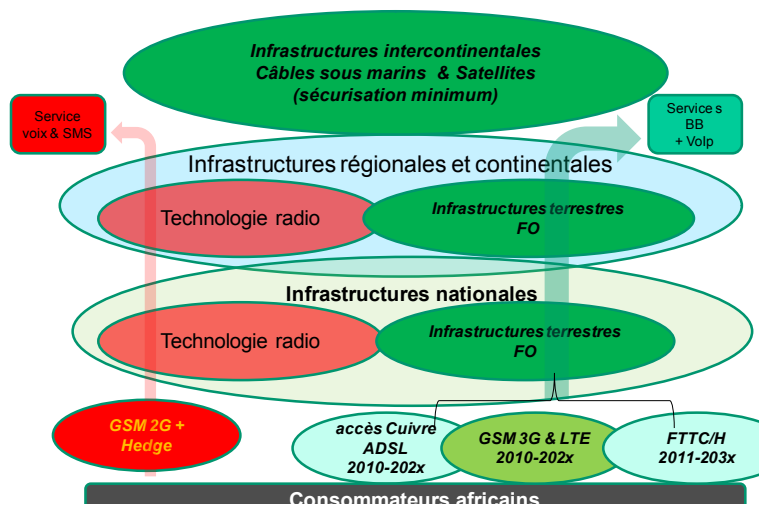 Infrastructures intercontinentales
Câbles sous marins & Satellites
(sécurisation minimum)
Service
voix & SMS
Service s
BB
+ VoIp
Infrastructures régionales et continentales
Technologie radio
Infrastructures terrestres
FO
Infrastructures nationales
Technologie radio
Infrastructures terrestres
FO
GSM 2G +
Hedge
accès Cuivre
ADSL
2010-202x
GSM 3G & LTE
2010-202x
FTTC/H
2011-203x
Consommateurs africains